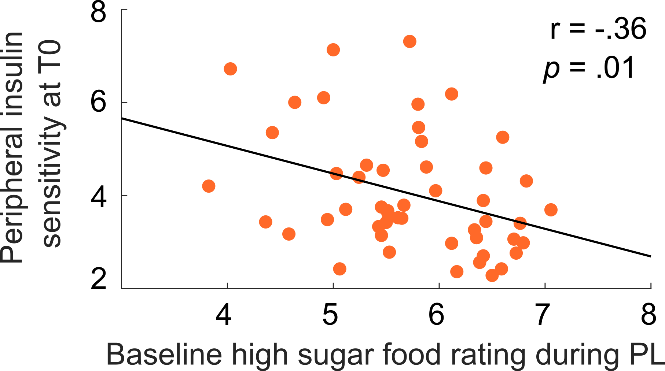 r = -.36
p = .01
Peripheral insulin
sensitivity at T0
8
6
4
2
4 5 6 7 8
Baseline high sugar food rating during PL